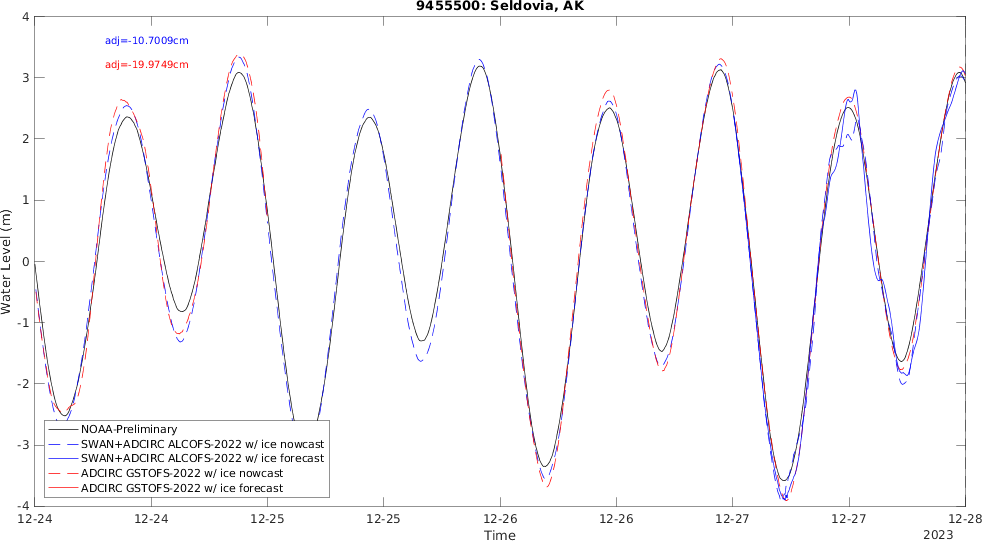 9455500: Seldovia, AK
adj=-10.7009cm
adj=-19.9749cm
Water Level (m)
4
3
2
1
0
-1
-2
-3
-4
NOAA-Preliminary
SWAN+ADCIRC ALCOFS-2022 w/ ice nowcast
SWAN+ADCIRC ALCOFS-2022 w/ ice forecast
ADCIRC GSTOFS-2022 w/ ice nowcast
ADCIRC GSTOFS-2022 w/ ice forecast
12-24 12-24 12-25 12-25 12-26 12-26 12-27 12-27 12-28
Time
2023